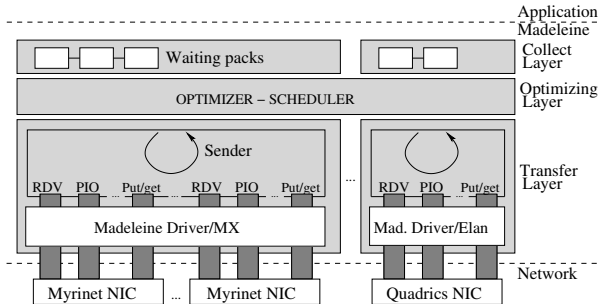 Application
Madeleine
Waiting packs
Collect
Layer
OPTIMIZER − SCHEDULER
Optimizing
Layer
Sender
...
Transfer
Layer
RDV PIO ... Put/get ... RDV PIO ... Put/get
RDV PIO ... Put/get
Madeleine Driver/MX
Mad. Driver/Elan
Network
Myrinet NIC ... Myrinet NIC
Quadrics NIC